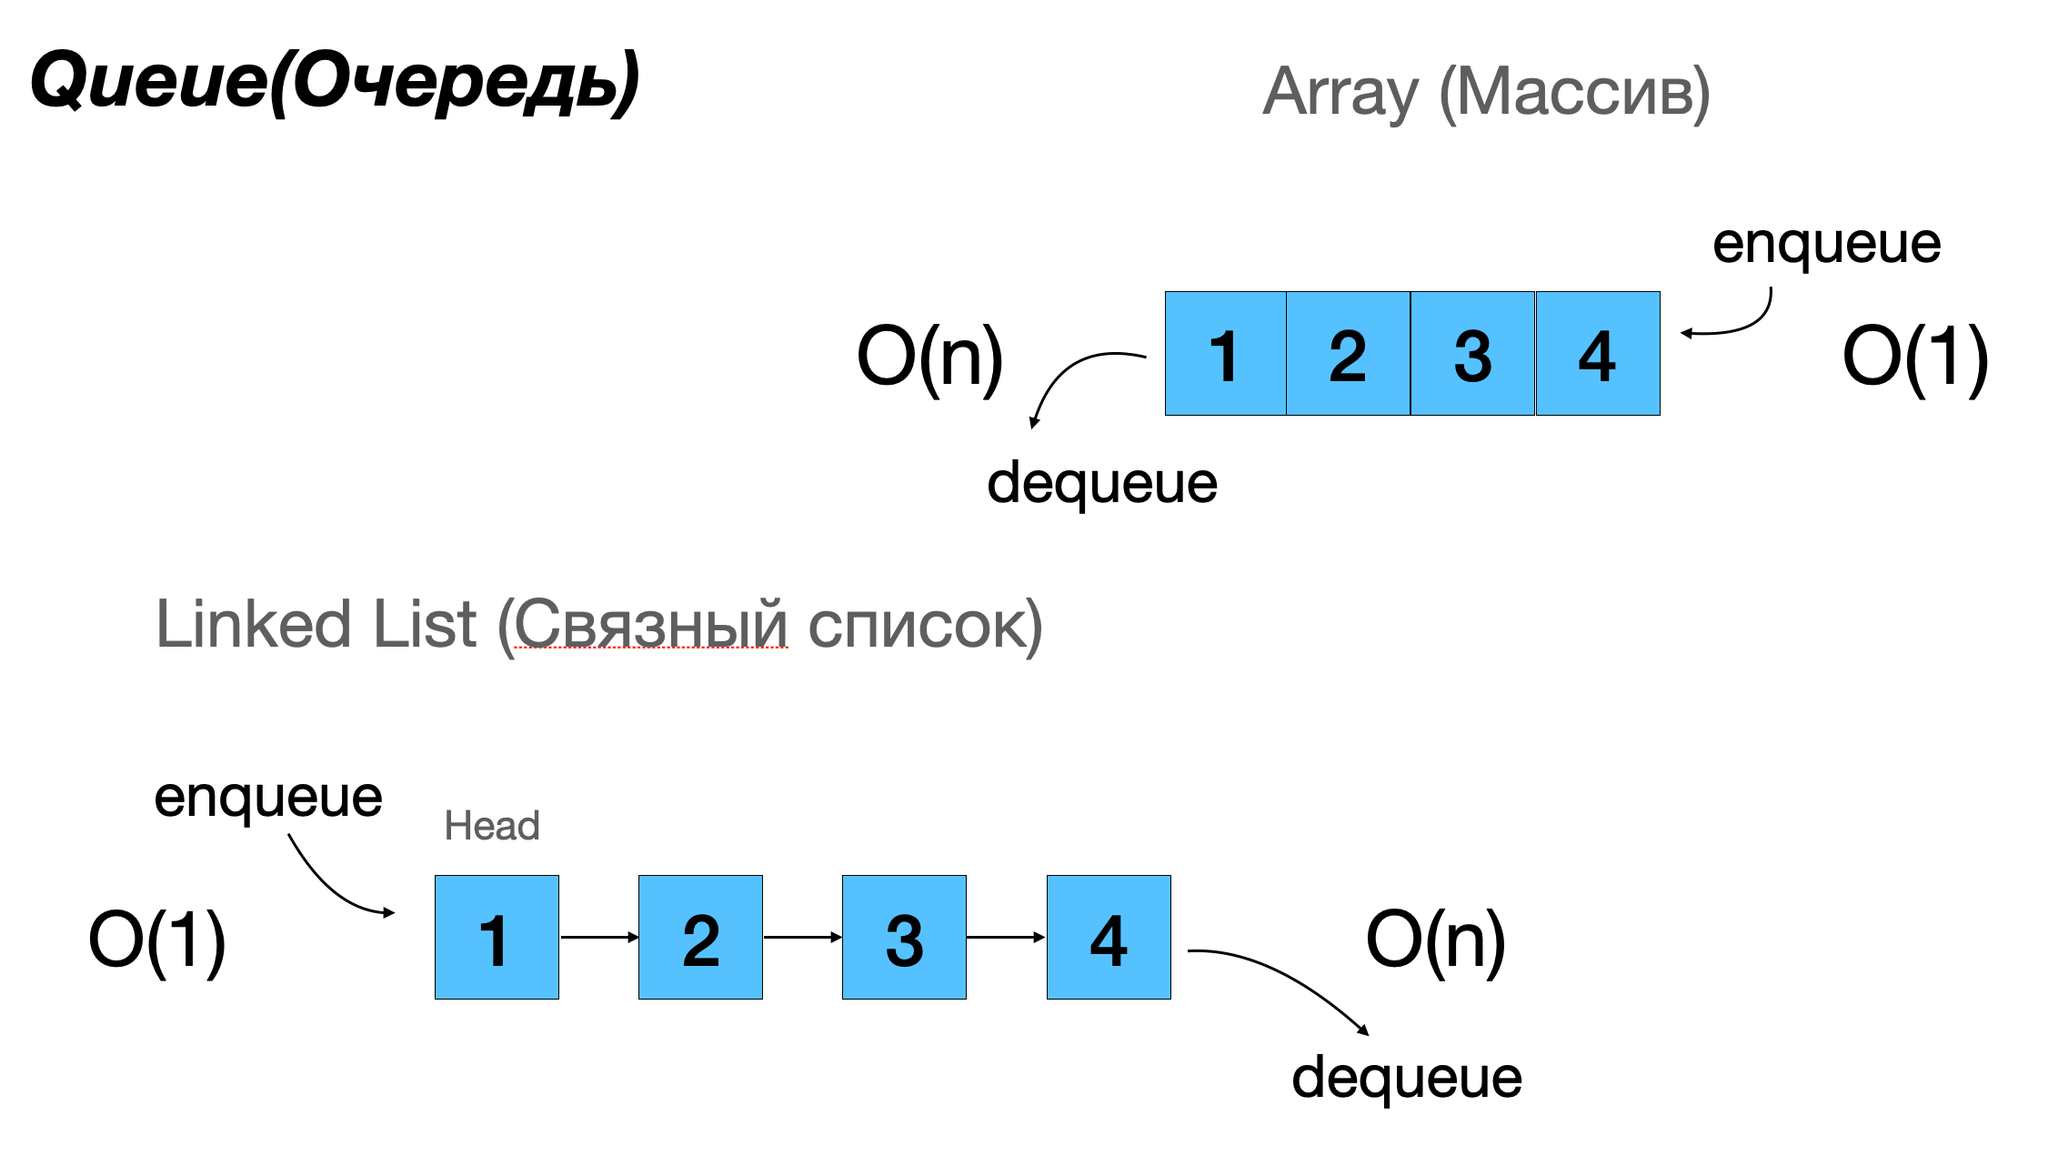 Queue(Очередь)
Array (Массив)
enqueue
O(n)
1 2 3 4
O(1)
dequeue
Linked List (Связный список)
enqueue
Head
O(1)
1 2 3 4
O(n)
dequeue